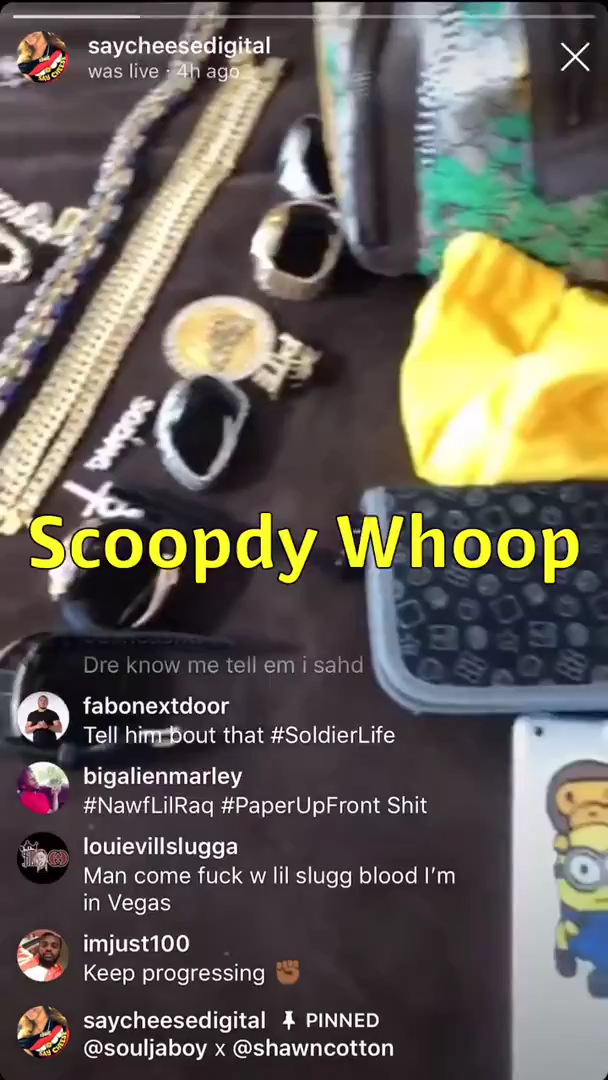 saycheesedigital
was live · 4h ago
Scoopdy Whoop
Dre know me tell em i sahd
fabonextdoor
Tell him bout that #SoldierLife
bigalienmarley
#NawfLilRaq #PaperUpFront Shit
louievillslugga
Man come fuck w lil slugg blood I'm
in Vegas
imjust100
Keep progressing ✊🏾
saycheesedigital PINNED
@souljaboy x @shawncotton